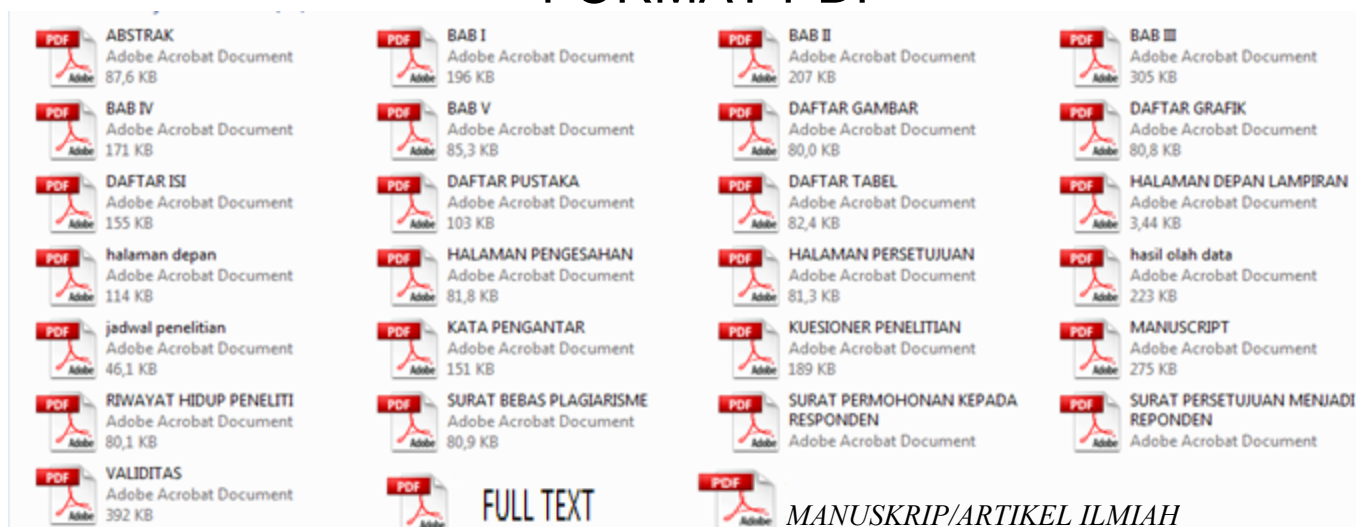 FORMAT PDF
ABSTRAK
Adobe Acrobat Document
87,6 KB
BAB I
Adobe Acrobat Document
196 KB
BAB II
Adobe Acrobat Document
207 KB
BAB III
Adobe Acrobat Document
305 KB
BAB IV
Adobe Acrobat Document
171 KB
BAB V
Adobe Acrobat Document
85,3 KB
DAFTAR GAMBAR
Adobe Acrobat Document
80,0 KB
DAFTAR GRAFIK
Adobe Acrobat Document
80,8 KB
DAFTAR ISI
Adobe Acrobat Document
155 KB
DAFTAR PUSTAKA
Adobe Acrobat Document
103 KB
DAFTAR TABEL
Adobe Acrobat Document
82,4 KB
HALAMAN DEPAN LAMPIRAN
Adobe Acrobat Document
3,44 KB
halaman depan
Adobe Acrobat Document
114 KB
HALAMAN PENGESAHAN
Adobe Acrobat Document
81,8 KB
HALAMAN PERSETUJUAN
Adobe Acrobat Document
81,3 KB
hasil olah data
Adobe Acrobat Document
223 KB
jadwal penelitian
Adobe Acrobat Document
46,1 KB
KATA PENGANTAR
Adobe Acrobat Document
151 KB
KUESIONER PENELITIAN
Adobe Acrobat Document
189 KB
MANUSCRIPT
Adobe Acrobat Document
275 KB
RIWAYAT HIDUP PENELITI
Adobe Acrobat Document
80,1 KB
SURAT BEBAS PLAGIARISME
Adobe Acrobat Document
80,9 KB
SURAT PERMOHONAN KEPADA
RESPONDEN
Adobe Acrobat Document
SURAT PERSETUJUAN MENJADI
REPONDEN
Adobe Acrobat Document
VALIDITAS
Adobe Acrobat Document
392 KB
FULL TEXT
MANUSKRIP/ARTIKEL ILMIAH